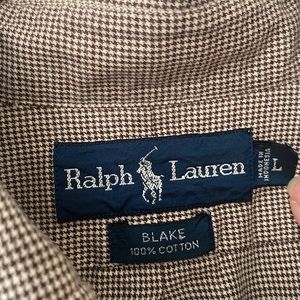 Ralph Lauren
BLAKE
100% COTTON
MADE IN
INDONESIA
L